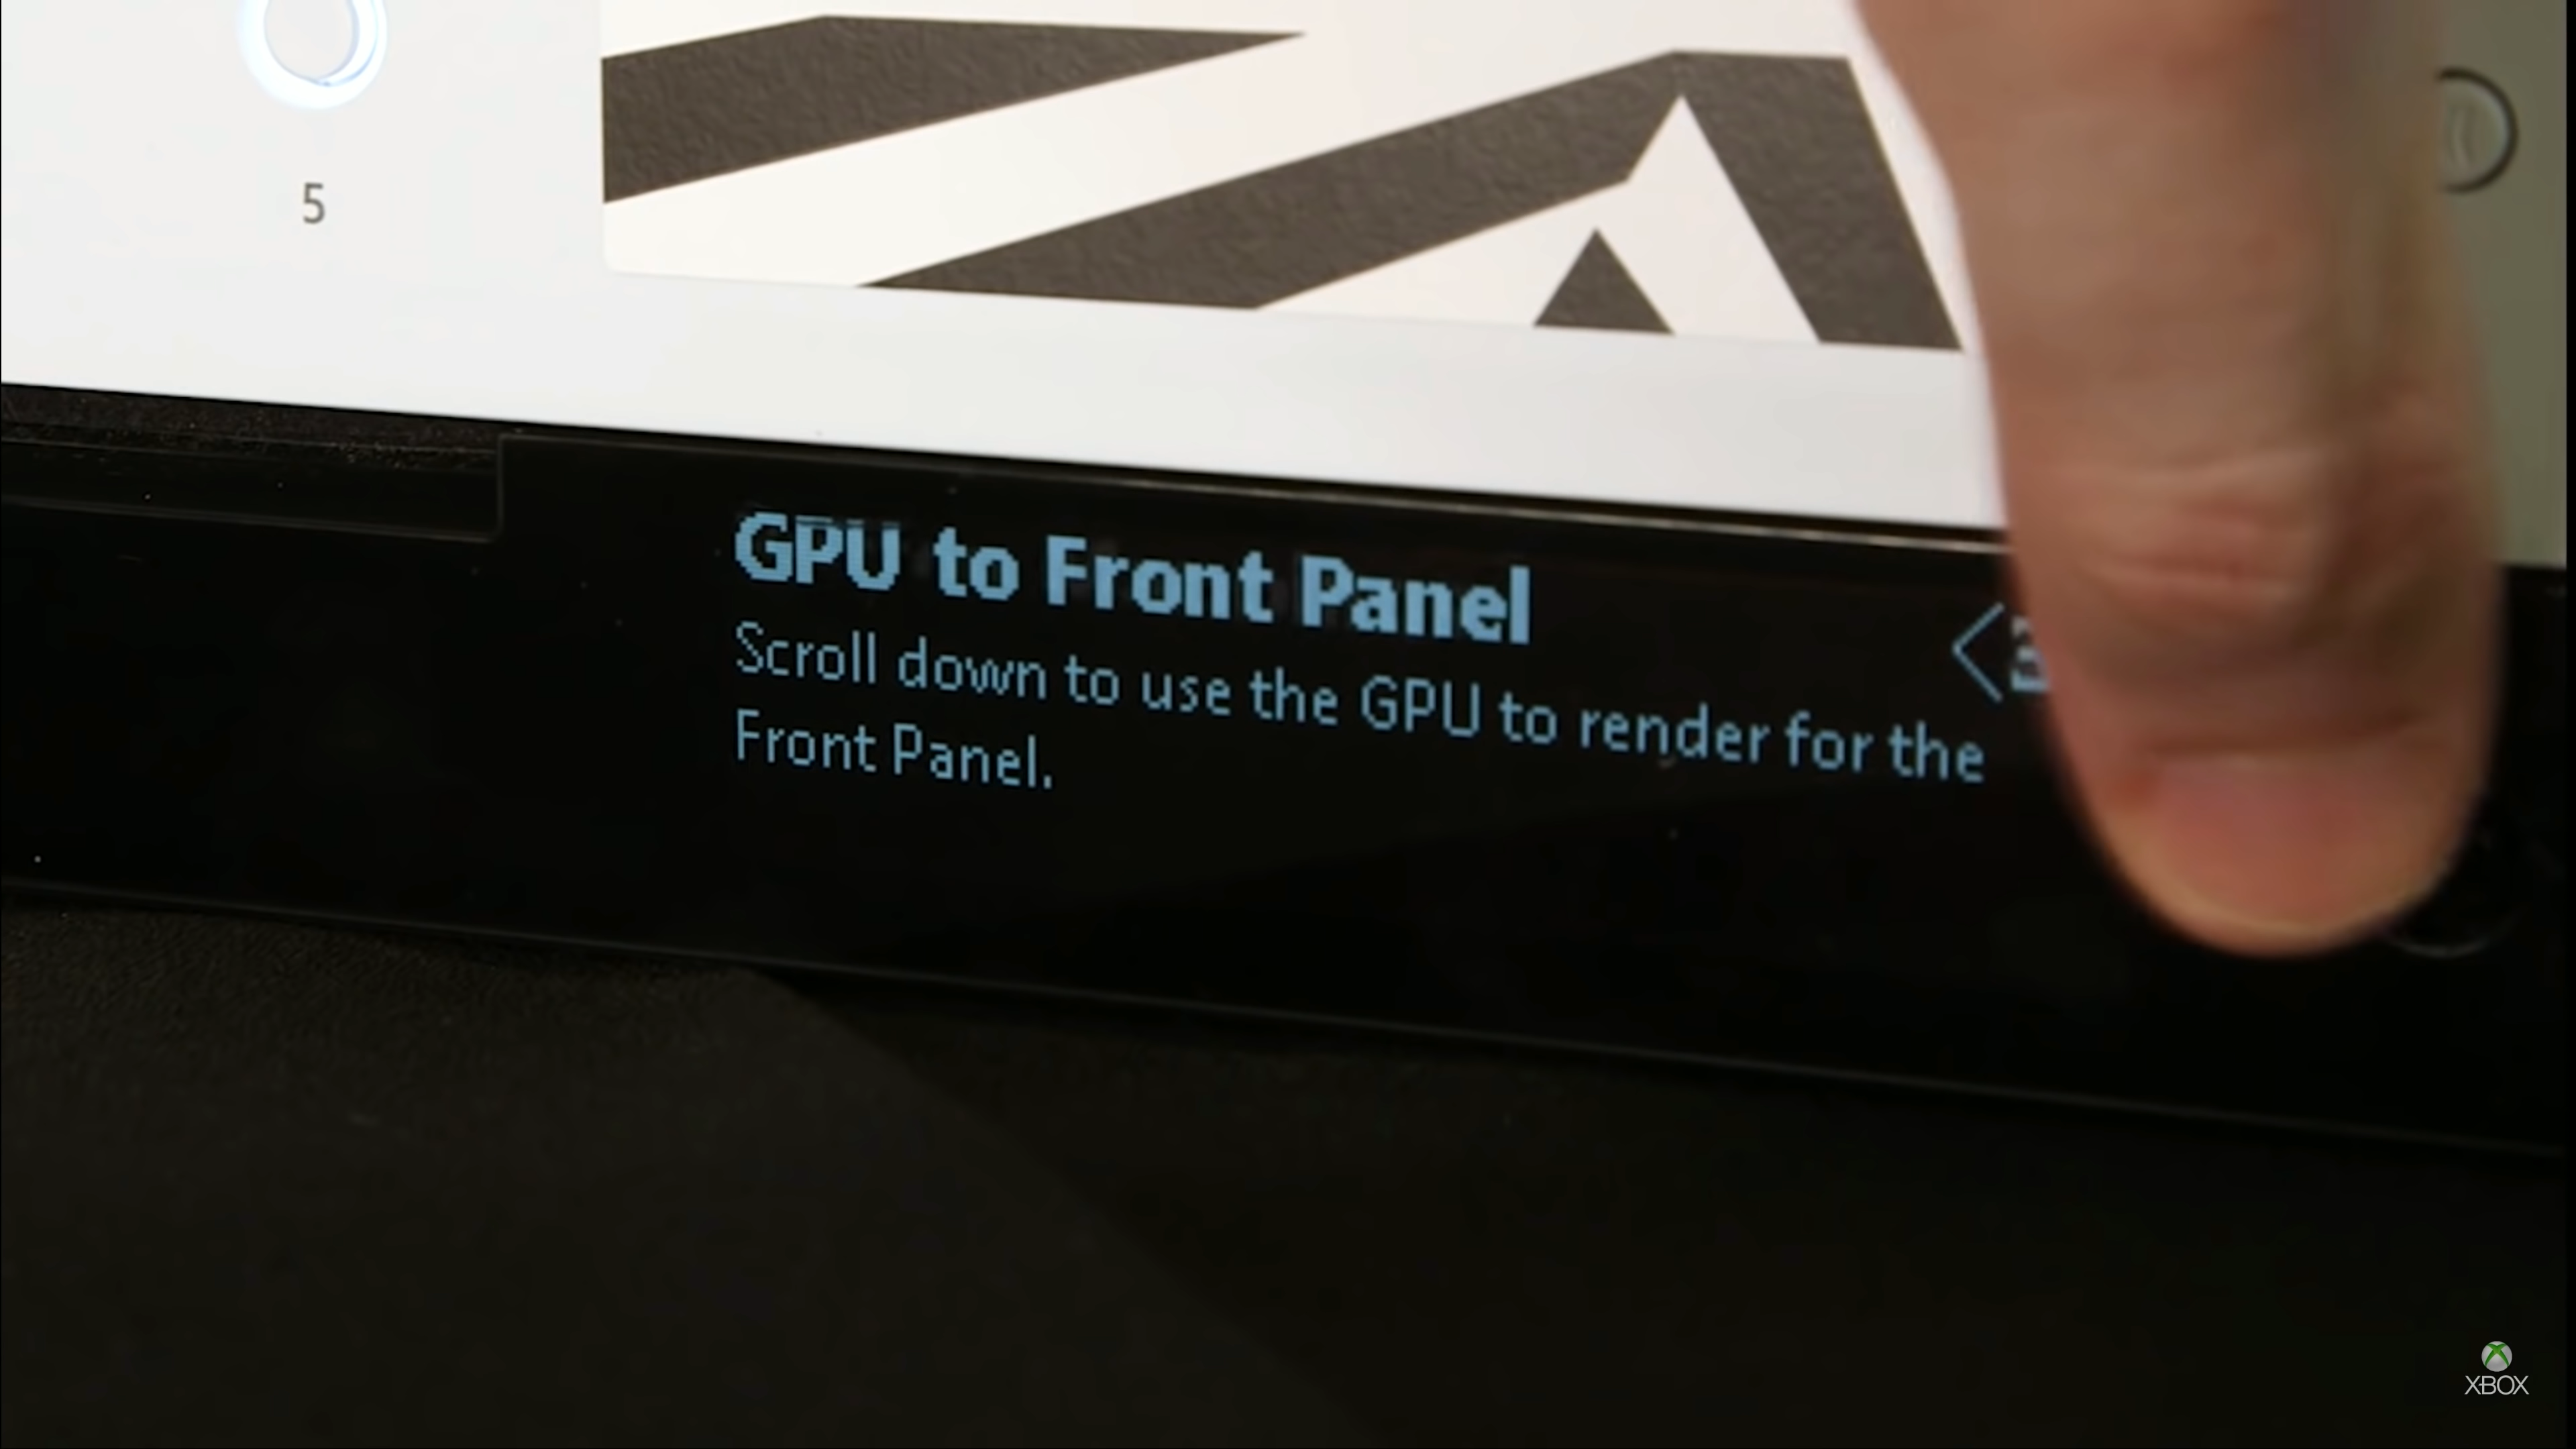 5
GPU to Front Panel
Scroll down to use the GPU to render for the
Front Panel.
XBOX